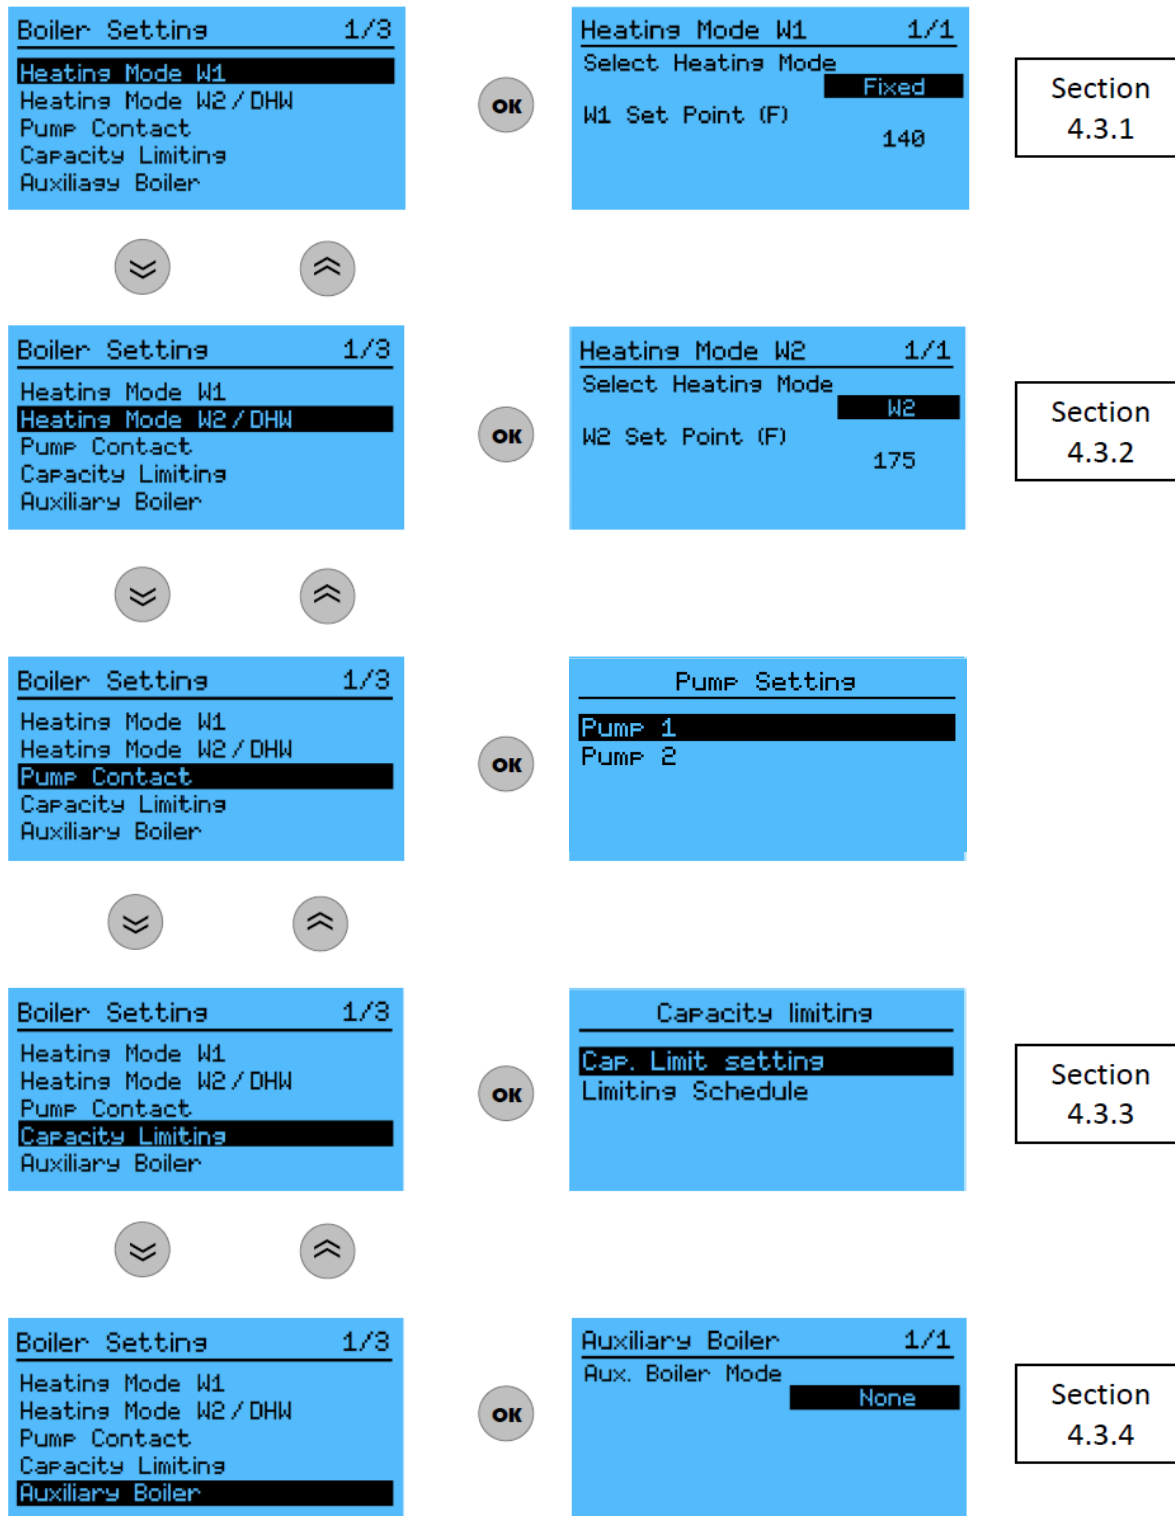 Boiler Setting 1/3
Heating Mode W1
Heating Mode W2/DHW
Pump Contact
Capacity Limiting
Auxiliagy Boiler
OK
Heating Mode W1 1/1
Select Heating Mode
Fixed
W1 Set Point (F)
140
Section
4.3.1
Boiler Setting 1/3
Heating Mode W1
Heating Mode W2/DHW
Pump Contact
Capacity Limiting
Auxiliary Boiler
OK
Heating Mode W2 1/1
Select Heating Mode
W2
W2 Set Point (F)
175
Section
4.3.2
Boiler Setting 1/3
Heating Mode W1
Heating Mode W2/DHW
Pump Contact
Capacity Limiting
Auxiliary Boiler
OK
Pump Setting
Pump 1
Pump 2
Boiler Setting 1/3
Heating Mode W1
Heating Mode W2/DHW
Pump Contact
Capacity Limiting
Auxiliary Boiler
OK
Capacity limiting
Cap. Limit setting
Limiting Schedule
Section
4.3.3
Boiler Setting 1/3
Heating Mode W1
Heating Mode W2/DHW
Pump Contact
Capacity Limiting
Auxiliary Boiler
OK
Auxiliary Boiler 1/1
Aux. Boiler Mode
None
Section
4.3.4